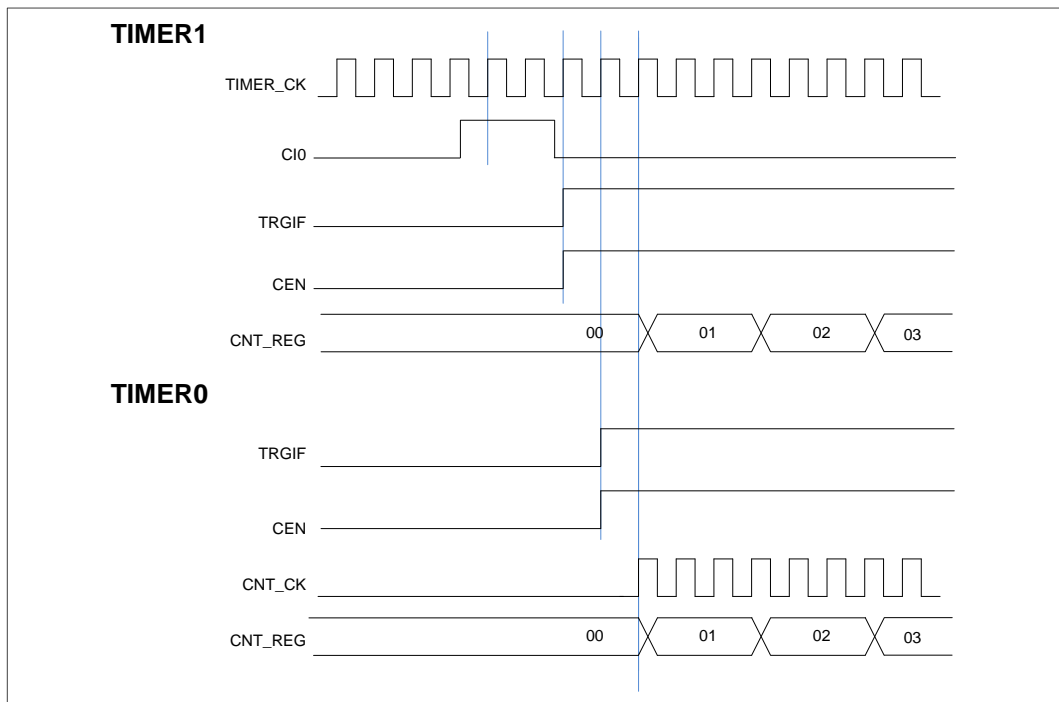 TIMER1
TIMER_CK
CI0
TRGIF
CEN
CNT_REG 00 01 02 03
TIMER0
TRGIF
CEN
CNT_CK
CNT_REG 00 01 02 03